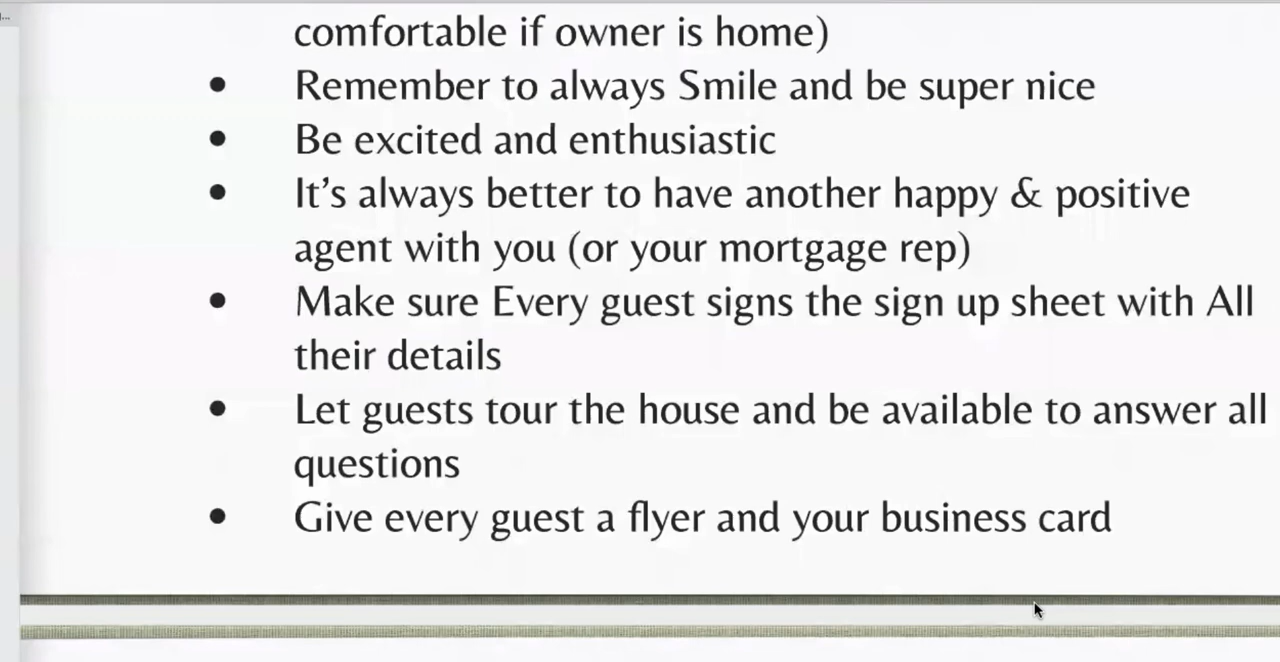 comfortable if owner is home)
• Remember to always Smile and be super nice
• Be excited and enthusiastic
• It’s always better to have another happy & positive
agent with you (or your mortgage rep)
• Make sure Every guest signs the sign up sheet with All
their details
• Let guests tour the house and be available to answer all
questions
• Give every guest a flyer and your business card